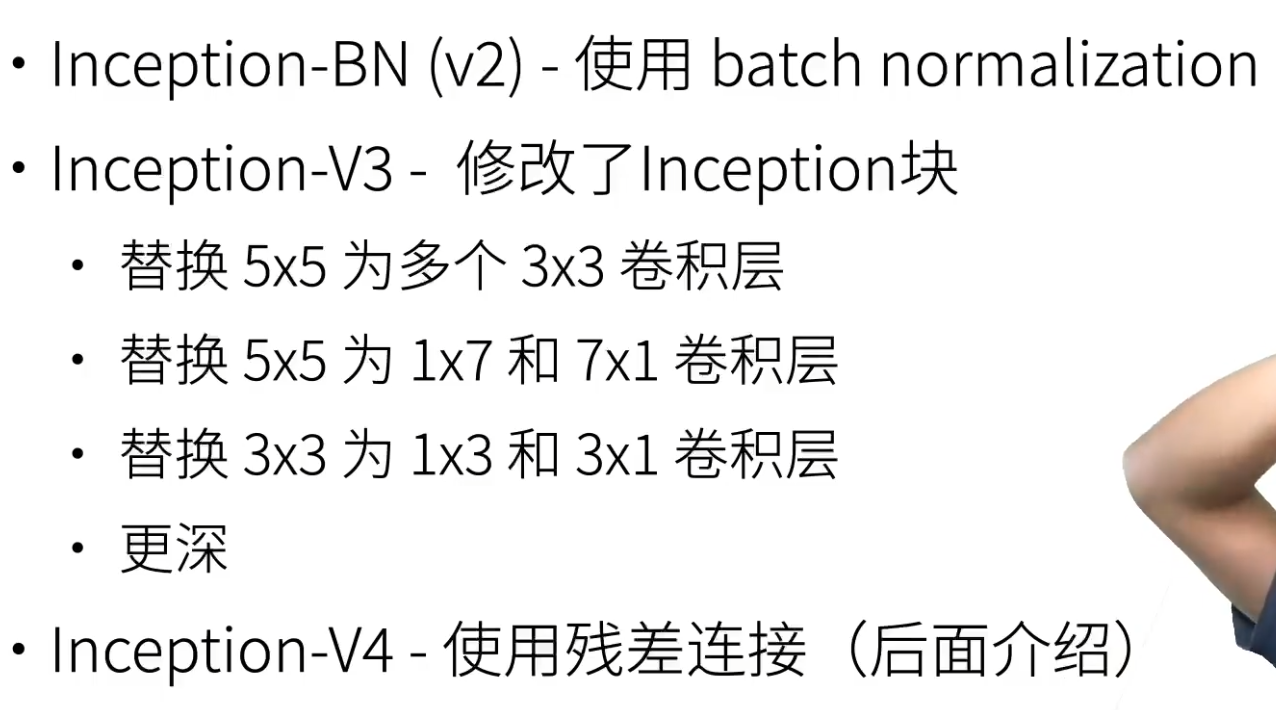 • Inception-BN (v2) - 使用 batch normalization
• Inception-V3 - 修改了Inception块
• 替换 5x5 为多个 3x3 卷积层
• 替换 5x5 为 1x7 和 7x1 卷积层
• 替换 3x3 为 1x3 和 3x1 卷积层
• 更深
• Inception-V4 - 使用残差连接（后面介绍）